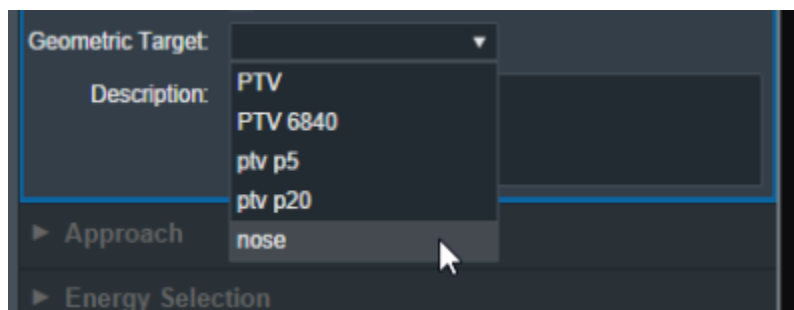 Geometric Target:
PTV
Description:
PTV 6840
ptv p5
ptv p20
Approach
nose
Energy Selection